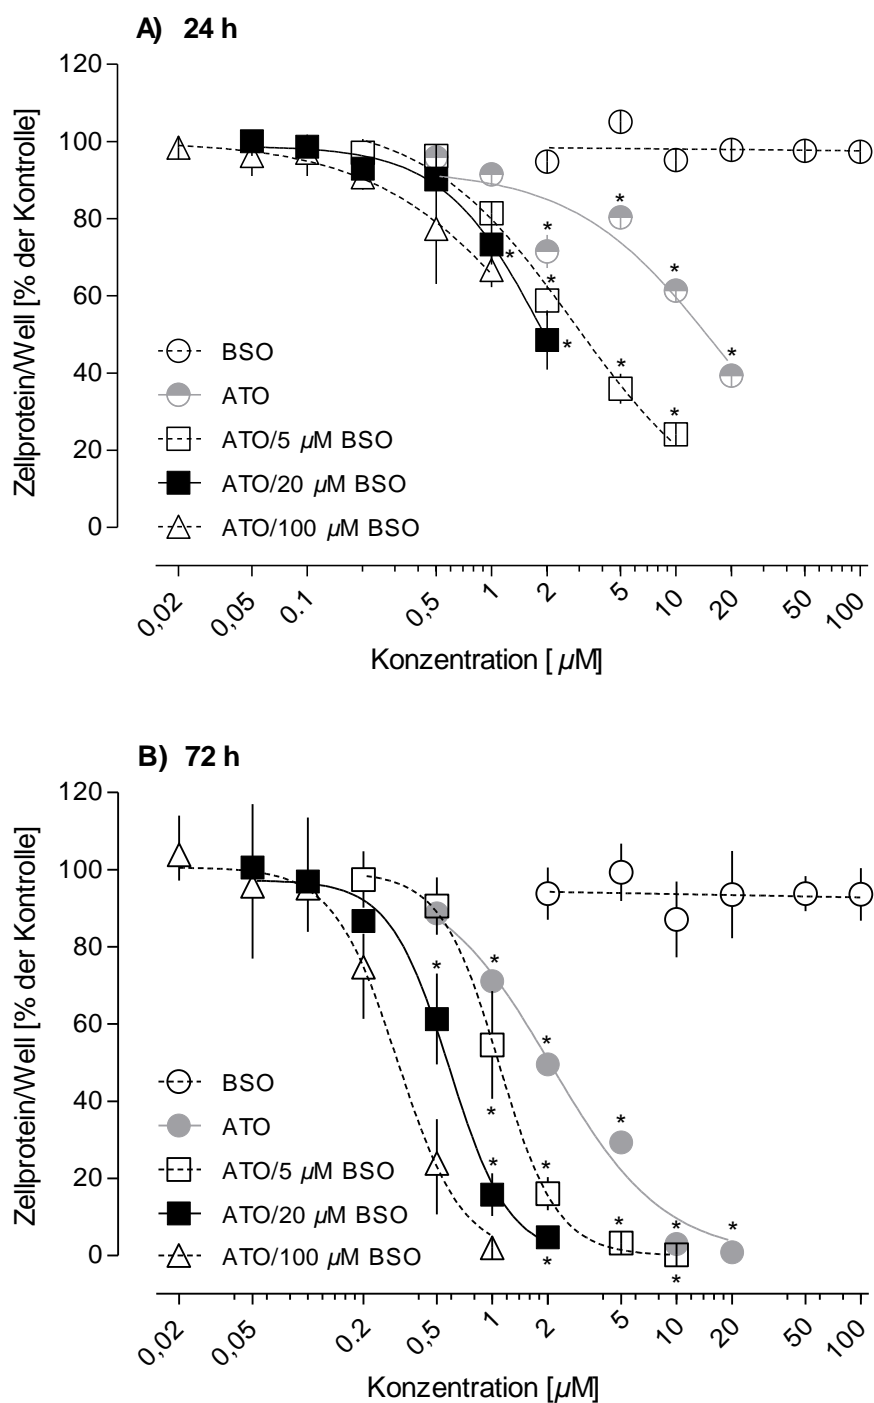 A) 24 h
120
100
80
60
40
20
0
Zellprotein/Well [% der Kontrolle]
* * * * * * * * *
BSO
ATO
ATO/5 µM BSO
ATO/20 µM BSO
ATO/100 µM BSO
0,02 0,05 0.1 0,5 1 2 5 10 20 50 100
Konzentration [ µM]
B) 72 h
120
100
80
60
40
20
0
Zellprotein/Well [% der Kontrolle]
* * * * * * * * * * * * *
BSO
ATO
ATO/5 µM BSO
ATO/20 µM BSO
ATO/100 µM BSO
0,02 0,05 0.2 0,5 1 2 5 10 20 50 100
Konzentration [µM]